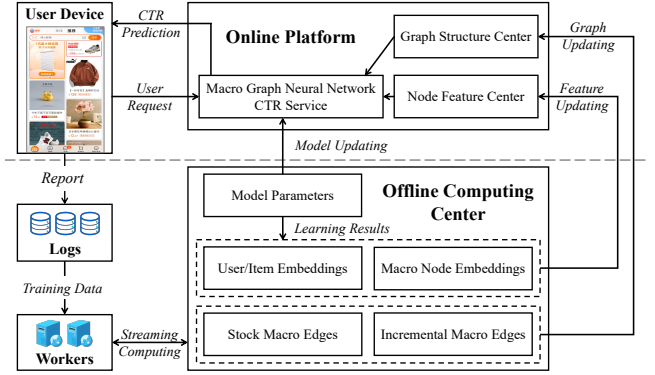 User Device
CTR
Prediction
Online Platform
Graph Structure Center
Graph
Updating
User
Request
Macro Graph Neural Network
CTR Service
Node Feature Center
Feature
Updating
Model Updating
Report
Model Parameters
Offline Computing
Center
Logs
Learning Results
User/Item Embeddings
Macro Node Embeddings
Training Data
Streaming
Computing
Stock Macro Edges
Incremental Macro Edges
Workers